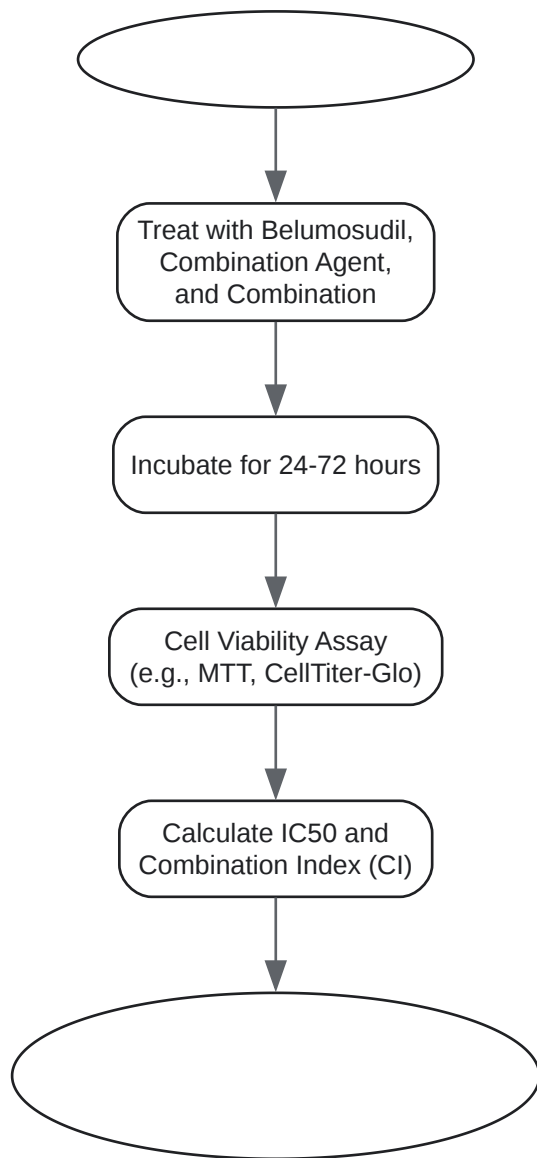 Treat with Belumosudil,
Combination Agent,
and Combination
Incubate for 24-72 hours
Cell Viability Assay
(e.g., MTT, CellTiter-Glo)
Calculate IC50 and
Combination Index (CI)